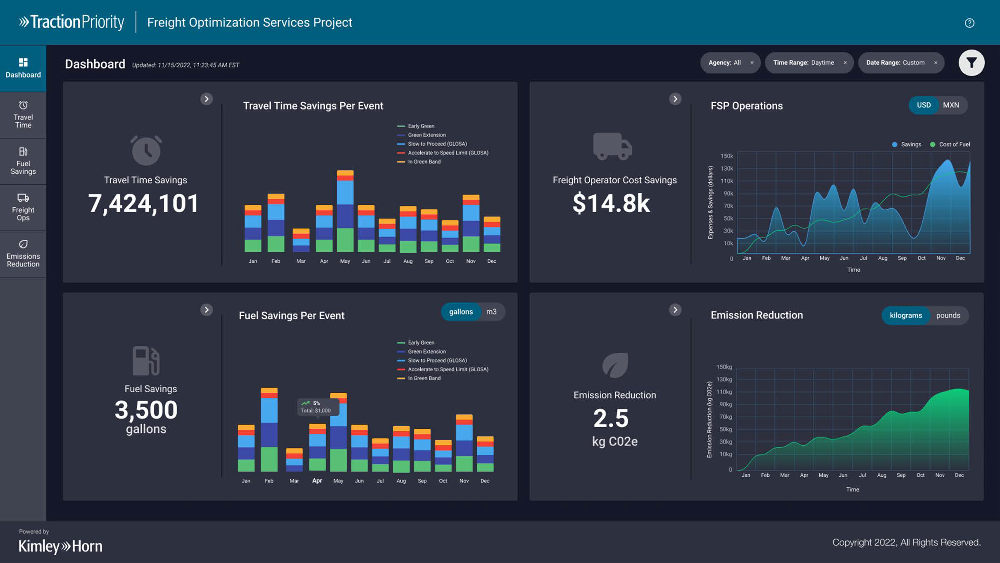 TractionPriority
Freight Optimization Services Project
Dashboard
Travel
Time
Fuel
Savings
Freight
Ops
Emissions
Reduction
Dashboard
Updated: 11/15/2022, 11:23:45 AM EST
Agency: All ×
Time Range: Daytime ×
Date Range: Custom ×
Travel Time Savings
7,424,101
Travel Time Savings Per Event
Early Green
Green Extension
Slow to Proceed (GLOSA)
Accelerate to Speed Limit (GLOSA)
In Green Band
Jan Feb Mar Apr May Jun Jul Aug Sep Oct Nov Dec
Freight Operator Cost Savings
$14.8k
FSP Operations
USD MXN
Savings Cost of Fuel
Expenses & Savings (dollars)
150k
130k
110k
90k
70k
50k
30k
10k
0
Jan Feb Mar Apr May Jun Jul Aug Sep Oct Nov Dec
Time
Fuel Savings
3,500
gallons
Fuel Savings Per Event
gallons m3
Early Green
Green Extension
Slow to Proceed (GLOSA)
Accelerate to Speed Limit (GLOSA)
In Green Band
5%
Total: $1,000
Jan Feb Mar Apr May Jun Jul Aug Sep Oct Nov Dec
Emission Reduction
2.5
kg C02e
Emission Reduction
kilograms pounds
Emission Reduction (kg C02e)
150kg
130kg
110kg
90kg
70kg
50kg
30kg
10kg
0
Jan Feb Mar Apr May Jun Jul Aug Sep Oct Nov Dec
Time
Powered by
Kimley»Horn
Copyright 2022, All Rights Reserved.